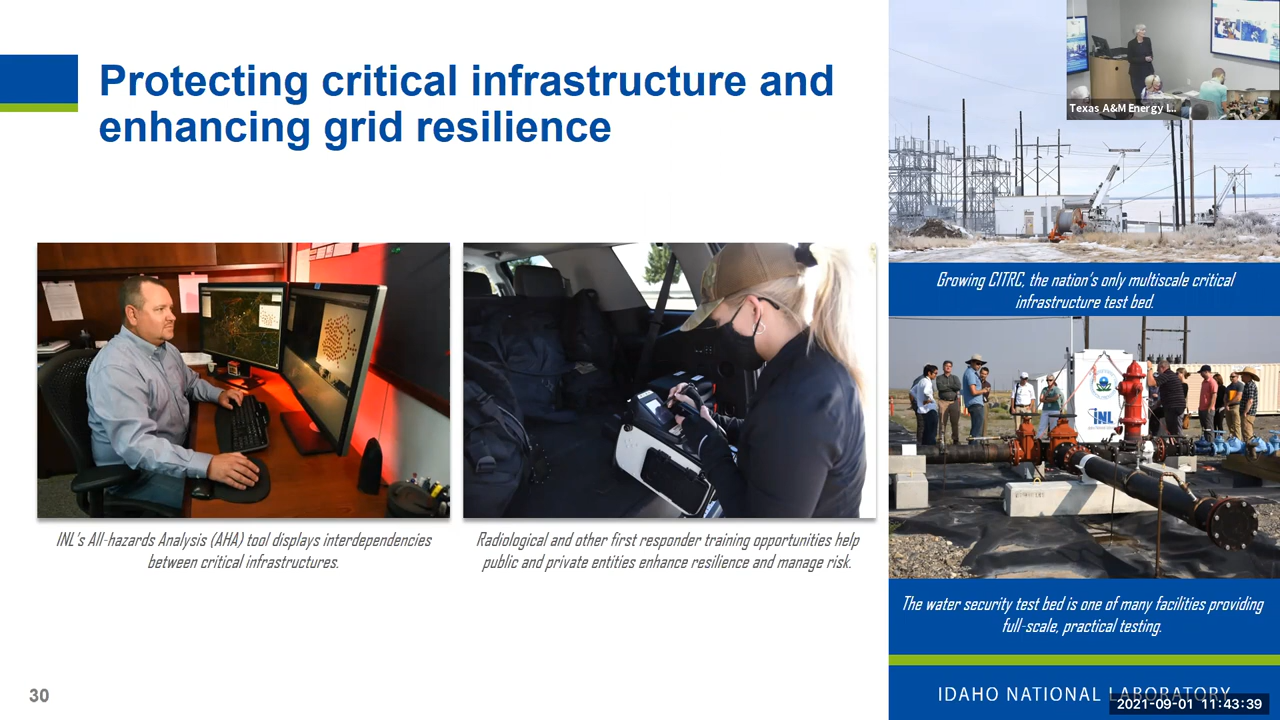 Protecting critical infrastructure and
enhancing grid resilience
INL's All-hazards Analysis (AHA) tool displays interdependencies
between critical infrastructures.
Radiological and other first responder training opportunities help
public and private entities enhance resilience and manage risk.
Texas A&M Energy I...
Growing CITRC, the nation's only multiscale critical
infrastructure test bed.
INL
The water security test bed is one of many facilities providing
full-scale, practical testing.
30
IDAHO NATIONAL LABORATORY
2021-09-01 11:43:39